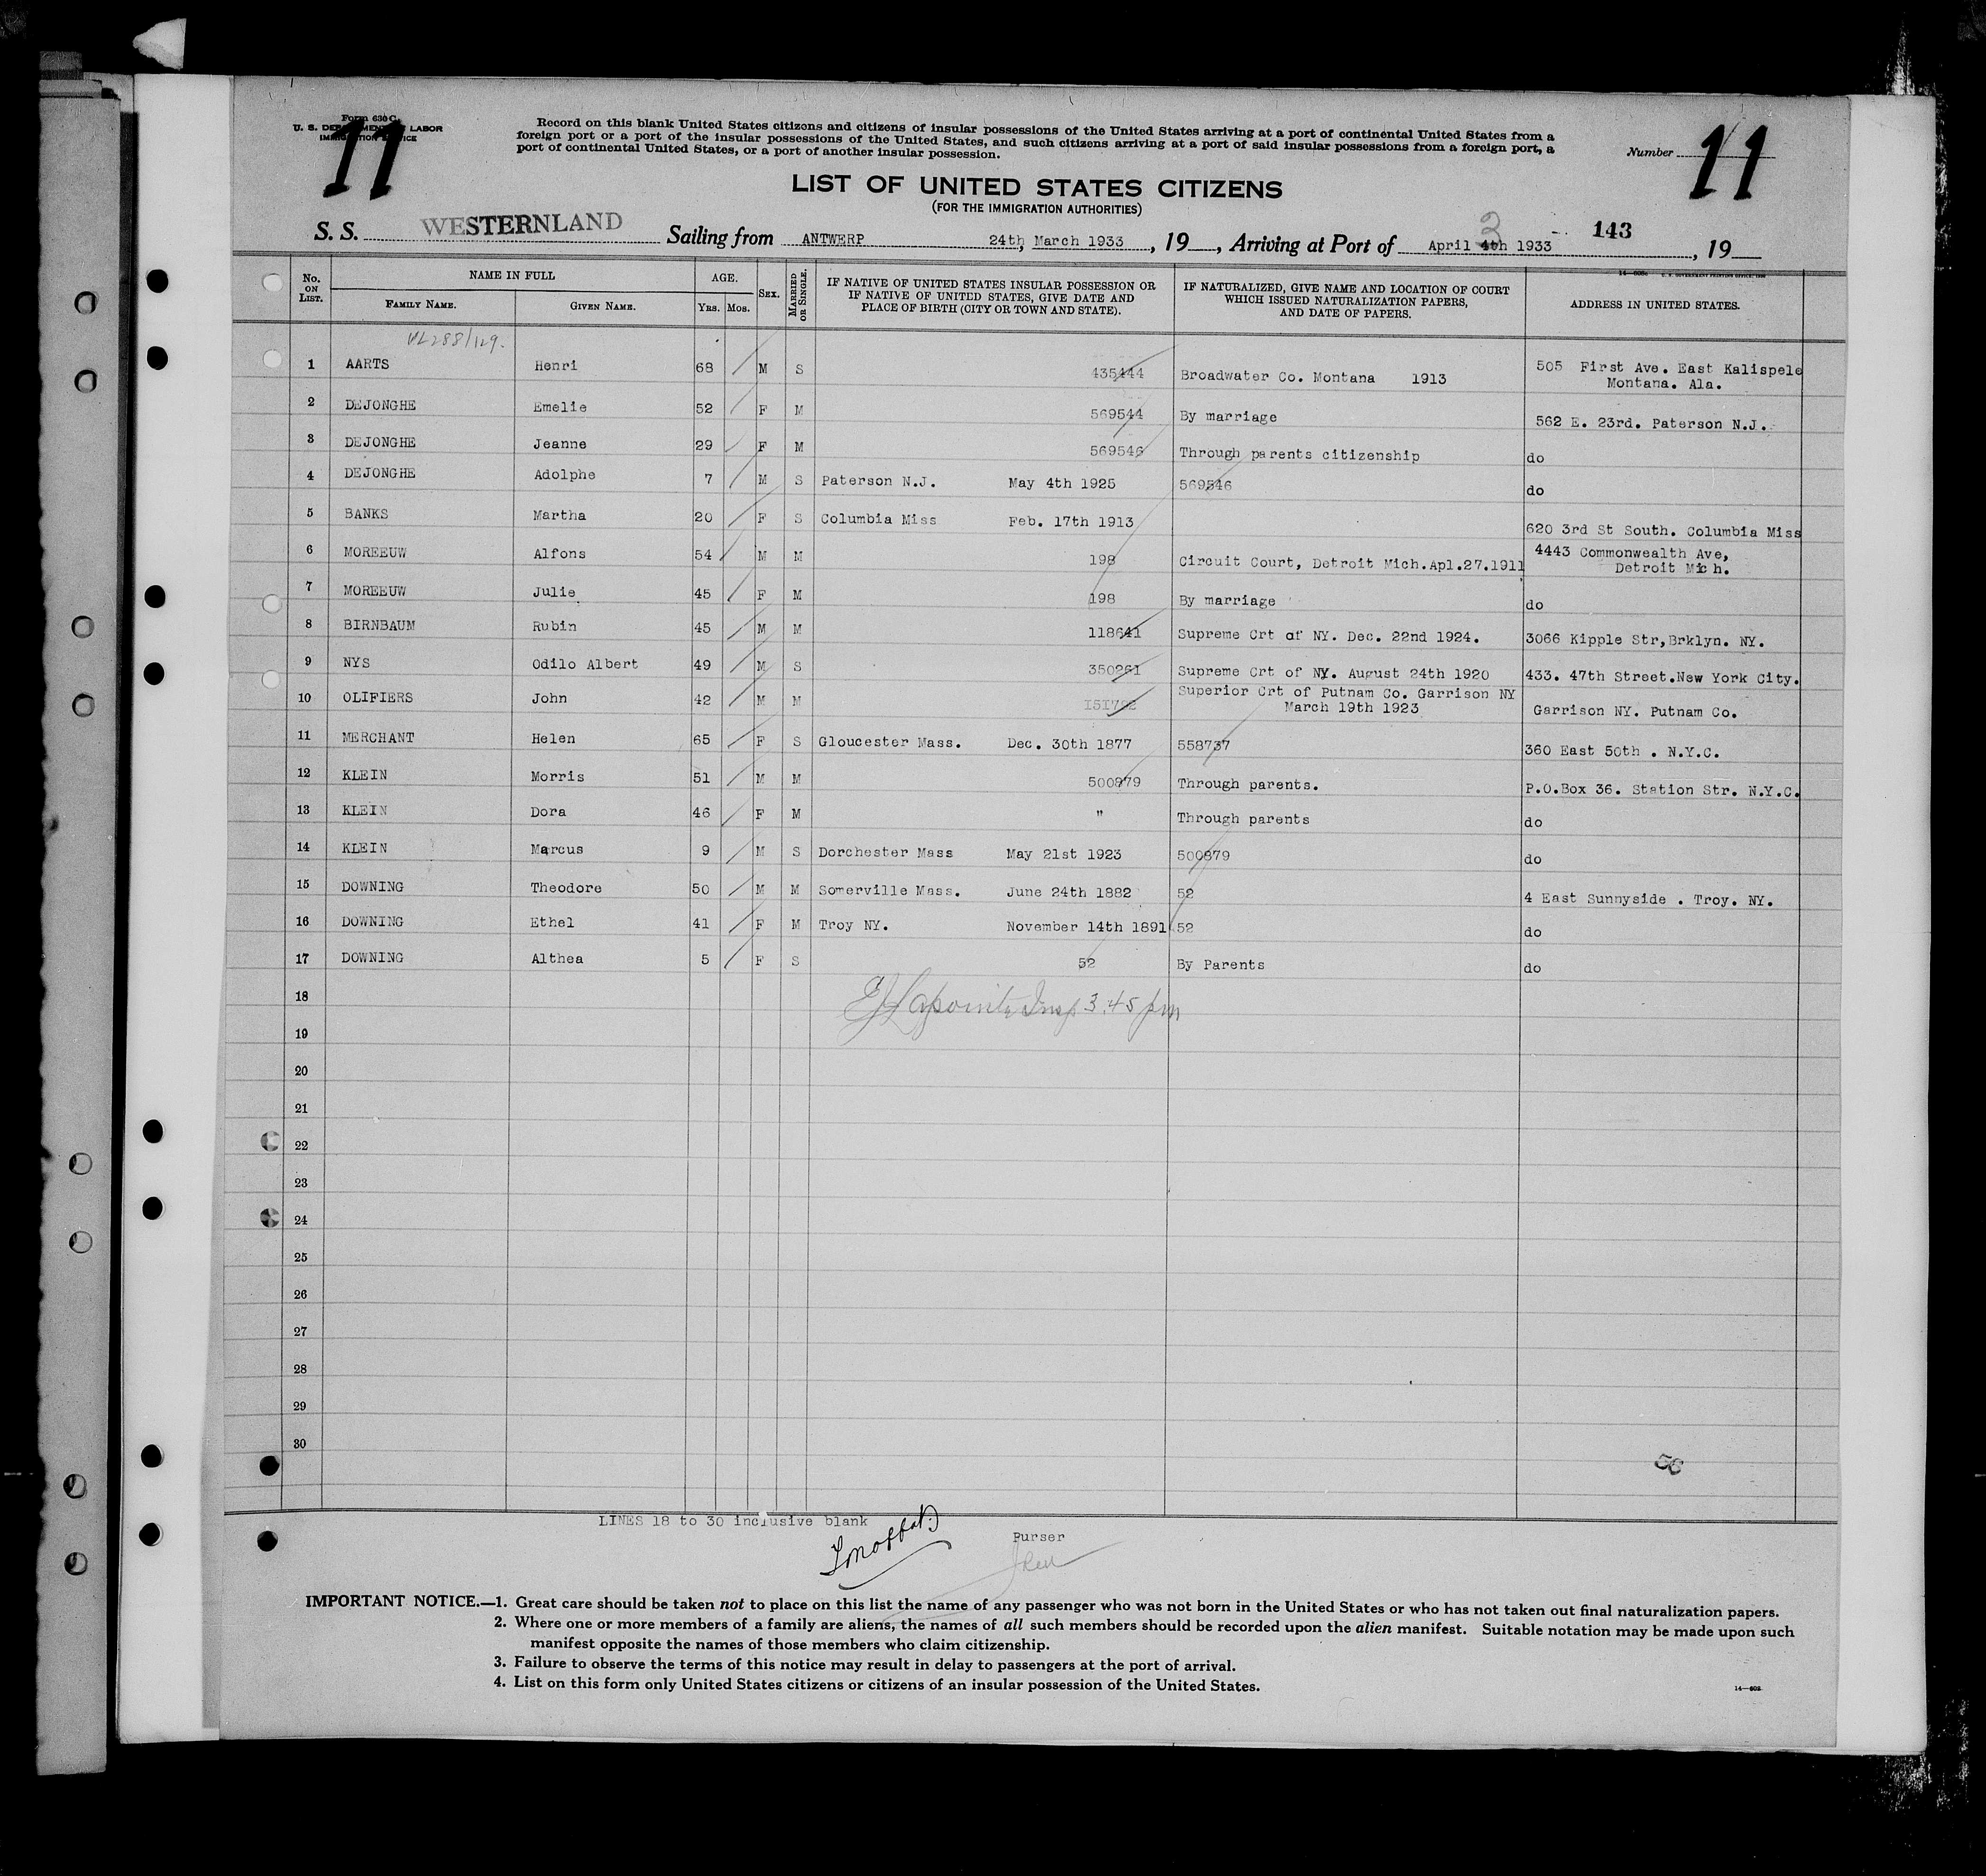 Form 630 C
U. S. DEPARTMENT OF LABOR
IMMIGRATION SERVICE
11
Record on this blank United States citizens and citizens of insular possessions of the United States arriving at a port of continental United States from a
foreign port or a port of the insular possessions of the United States, and such citizens arriving at a port of said insular possessions from a foreign port, a
port of continental United States, or a port of another insular possession.
Number 11
LIST OF UNITED STATES CITIZENS
(FOR THE IMMIGRATION AUTHORITIES)
S. S. WESTERNLAND Sailing from ANTWERP 24th March 1933, 19 , Arriving at Port of April 4th 3 1933 143 , 19
No. ON LIST. NAME IN FULL FAMILY NAME. GIVEN NAME. AGE. YRS. MOS. SEX. MARRIED OR SINGLE. IF NATIVE OF UNITED STATES INSULAR POSSESSION OR IF NATIVE OF UNITED STATES, GIVE DATE AND PLACE OF BIRTH (CITY OR TOWN AND STATE). IF NATURALIZED, GIVE NAME AND LOCATION OF COURT WHICH ISSUED NATURALIZATION PAPERS, AND DATE OF PAPERS. ADDRESS IN UNITED STATES.
VL288/129.
1 AARTS Henri 68 M S 435444 Broadwater Co. Montana 1913 505 First Ave. East Kalispele
Montana. Ala.
2 DEJONGHE Emelie 52 F M 569544 By marriage 562 E. 23rd. Paterson N.J.
3 DEJONGHE Jeanne 29 F M 569546 Through parents citizenship do
4 DEJONGHE Adolphe 7 M S Paterson N.J. May 4th 1925 569546 do
5 BANKS Martha 20 F S Columbia Miss Feb. 17th 1913 620 3rd St South. Columbia Miss
6 MOREEUW Alfons 54 M M 198 Circuit Court, Detroit Mich.Apl.27.1911 4443 Commonwealth Ave,
Detroit Mich.
7 MOREEUW Julie 45 F M 198 By marriage do
8 BIRNBAUM Rubin 45 M M 118641 Supreme Crt of NY. Dec. 22nd 1924. 3066 Kipple Str,Brklyn. NY.
9 NYS Odilo Albert 49 M S 350261 Supreme Crt of NY. August 24th 1920 433. 47th Street.New York City.
10 OLIFIERS John 42 M M Superior Crt of Putnam Co. Garrison NY
March 19th 1923 Garrison NY. Putnam Co.
11 MERCHANT Helen 65 F S Gloucester Mass. Dec. 30th 1877 558737 360 East 50th . N.Y.C.
12 KLEIN Morris 51 M M 500879 Through parents. P.O.Box 36. Station Str. N.Y.C.
13 KLEIN Dora 46 F M " Through parents do
14 KLEIN Marcus 9 M S Dorchester Mass May 21st 1923 500879 do
15 DOWNING Theodore 50 M M Somerville Mass. June 24th 1882 52 4 East Sunnyside . Troy. NY.
16 DOWNING Ethel 41 F M Troy NY. November 14th 1891 52 do
17 DOWNING Althea 5 F S 52 By Parents do
18
EJ Lapointe Insp 3.45 pm
19
20
21
22
23
24
25
26
27
28
29
30
LINES 18 to 30 inclusive blank
Purser
IMPORTANT NOTICE.—1. Great care should be taken not to place on this list the name of any passenger who was not born in the United States or who has not taken out final naturalization papers.
2. Where one or more members of a family are aliens, the names of all such members should be recorded upon the alien manifest. Suitable notation may be made upon such
manifest opposite the names of those members who claim citizenship.
3. Failure to observe the terms of this notice may result in delay to passengers at the port of arrival.
4. List on this form only United States citizens or citizens of an insular possession of the United States.